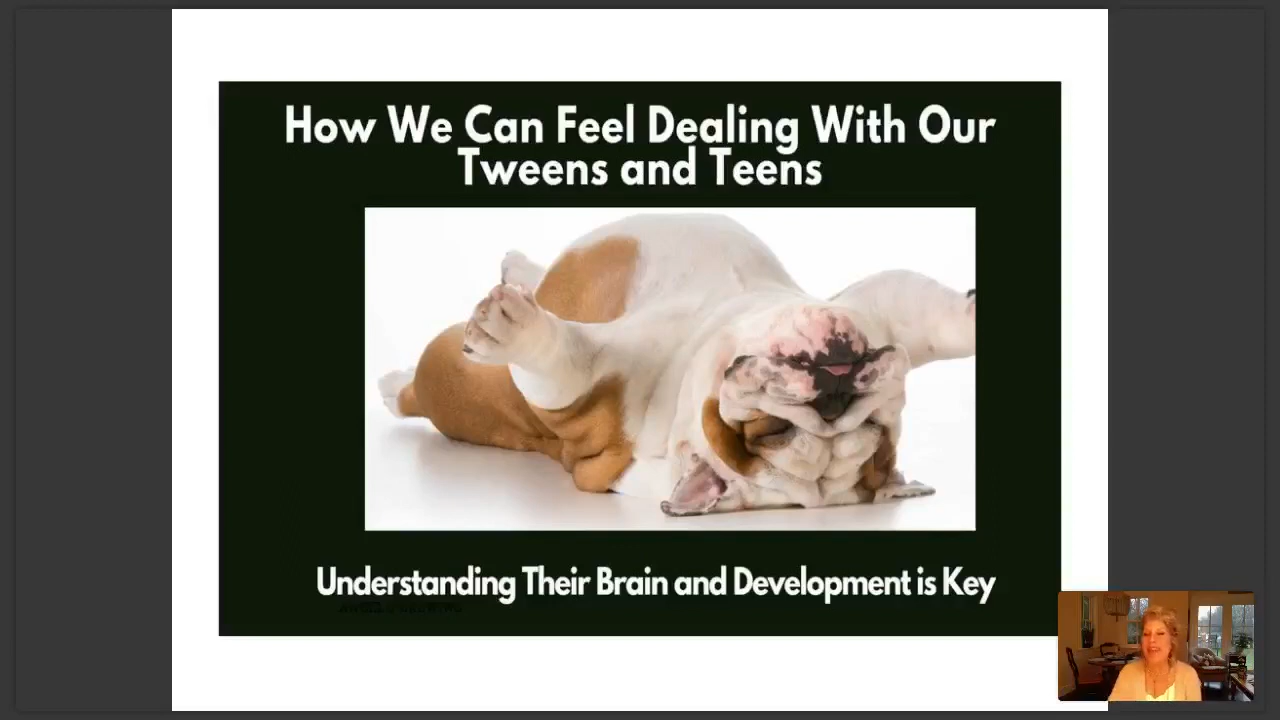 How We Can Feel Dealing With Our
Tweens and Teens
Understanding Their Brain and Development is Key